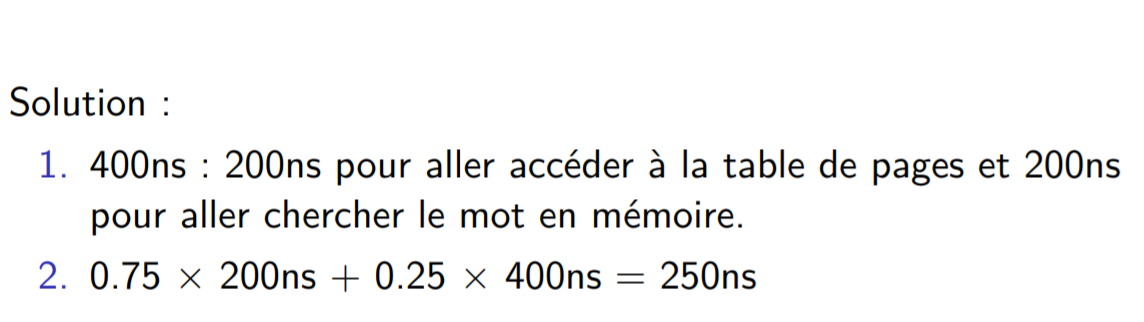 Solution :
1. 400ns : 200ns pour aller accéder à la table de pages et 200ns
pour aller chercher le mot en mémoire.
2. 0.75 × 200ns + 0.25 × 400ns = 250ns